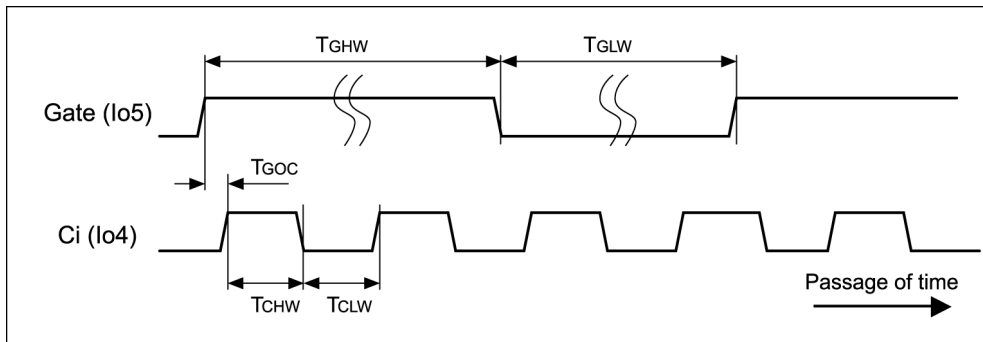 TGHW
TGLW
Gate (Io5)
TGOC
Ci (Io4)
TCHW
TCLW
Passage of time